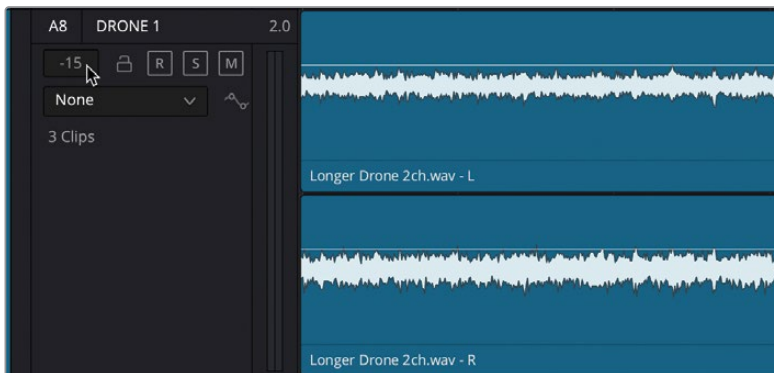 A8 DRONE 1 2.0
-15 R S M
None
3 Clips
Longer Drone 2ch.wav - L
Longer Drone 2ch.wav - R